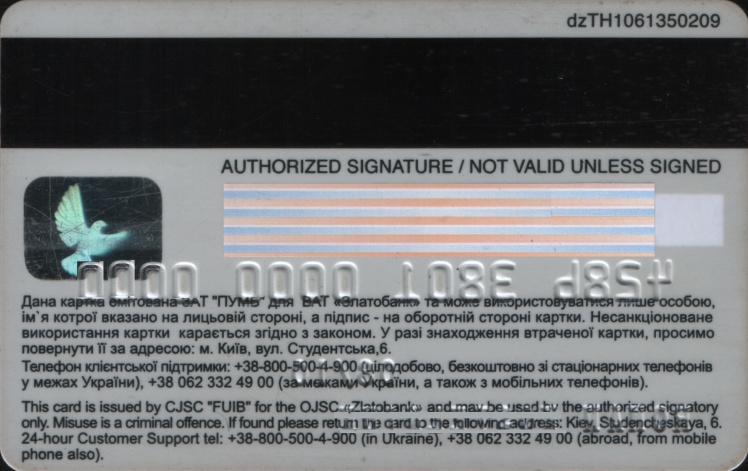 dzTH1061350209
AUTHORIZED SIGNATURE / NOT VALID UNLESS SIGNED
Дана картка емітована ЗАТ "ПУМБ" для ВАТ «Златобанк» та може використовуватися лише особою,
ім´я котрої вказано на лицьовій стороні, а підпис - на оборотній стороні картки. Несанкціоноване
використання картки карається згідно з законом. У разі знаходження втраченої картки, просимо
повернути її за адресою: м. Київ, вул. Студентська,6.
Телефон клієнтської підтримки: +38-800-500-4-900 (цілодобово, безкоштовно зі стаціонарних телефонів
у межах України), +38 062 332 49 00 (за межами України, а також з мобільних телефонів).
This card is issued by CJSC "FUIB" for the OJSC «Zlatobank» and may be used by the authorized signatory
only. Misuse is a criminal offence. If found please return the card to the following address: Kiev, Studencheskaya, 6.
24-hour Customer Support tel: +38-800-500-4-900 (in Ukraine), +38 062 332 49 00 (abroad, from mobile
phone also).